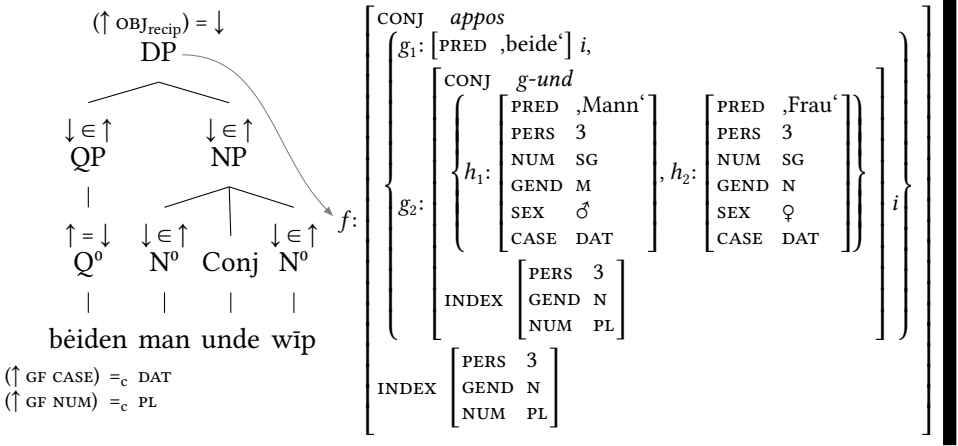 (↑ OBJrecip) = ↓
DP
↓ ∈ ↑ ↓ ∈ ↑
QP NP
↑ = ↓ ↓ ∈ ↑ ↓ ∈ ↑
Q⁰ N⁰ Conj N⁰
bėiden man unde wīp
(↑ GF CASE) =c DAT
(↑ GF NUM) =c PL
f:
CONJ appos
g₁: [PRED ‚beide‘] i,
g₂:
CONJ g-und
h₁:
PRED ‚Mann‘
PERS 3
NUM SG
GEND M
SEX ♂
CASE DAT
, h₂:
PRED ‚Frau‘
PERS 3
NUM SG
GEND N
SEX ♀
CASE DAT
INDEX
PERS 3
GEND N
NUM PL
i
INDEX
PERS 3
GEND N
NUM PL